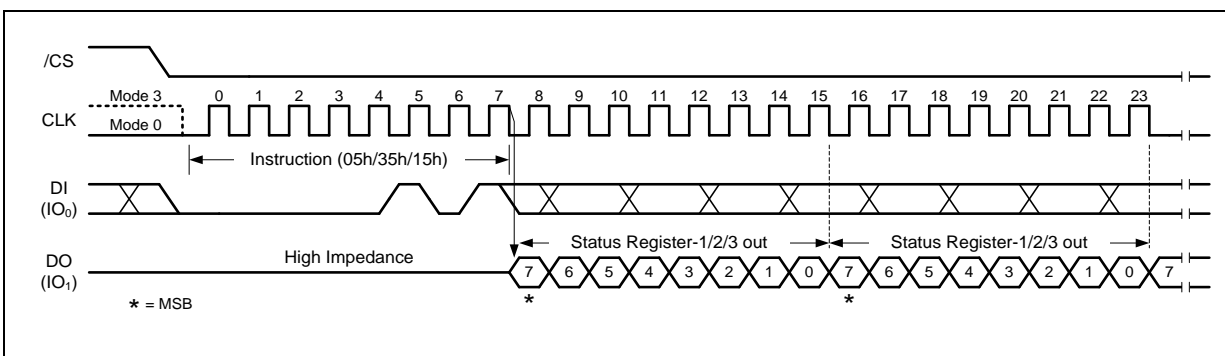 /CS
Mode 3 0 1 2 3 4 5 6 7 8 9 10 11 12 13 14 15 16 17 18 19 20 21 22 23
CLK Mode 0
Instruction (05h/35h/15h)
DI
(IO₀)
Status Register-1/2/3 out Status Register-1/2/3 out
High Impedance
DO
(IO₁)
7 6 5 4 3 2 1 0 7 6 5 4 3 2 1 0 7
* = MSB * *